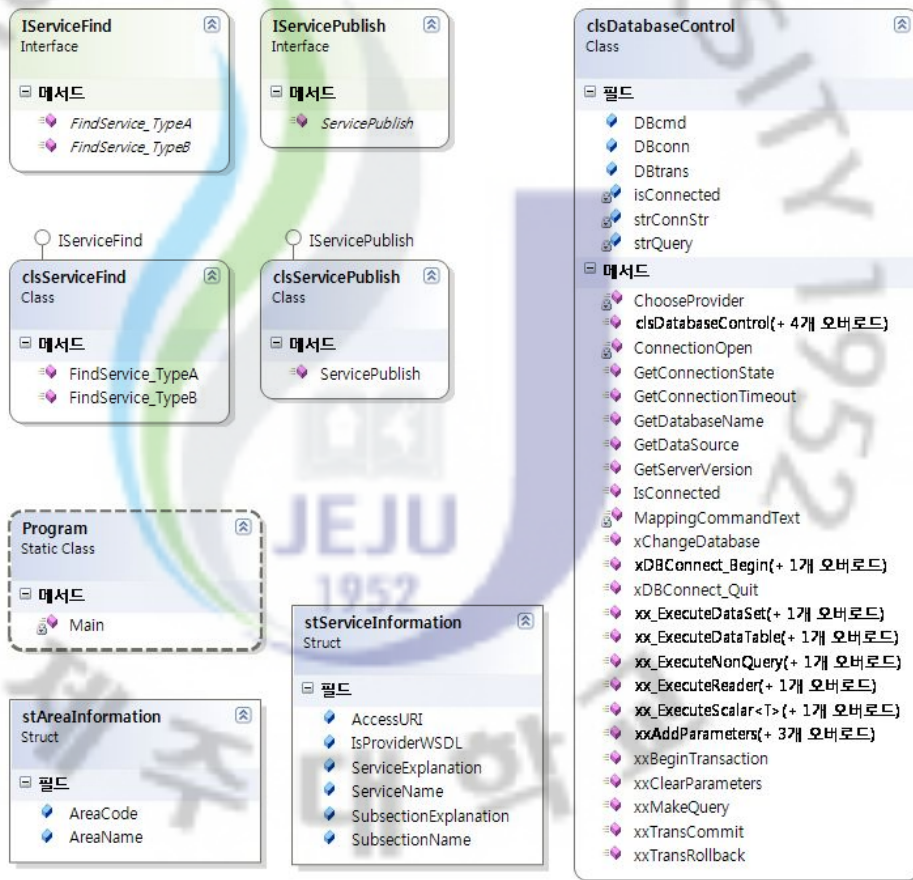 IServiceFind
Interface
메서드
FindService_TypeA
FindService_TypeB
IServicePublish
Interface
메서드
ServicePublish
IServiceFind
clsServiceFind
Class
메서드
FindService_TypeA
FindService_TypeB
IServicePublish
clsServicePublish
Class
메서드
ServicePublish
Program
Static Class
메서드
Main
stAreaInformation
Struct
필드
AreaCode
AreaName
stServiceInformation
Struct
필드
AccessURI
IsProviderWSDL
ServiceExplanation
ServiceName
SubsectionExplanation
SubsectionName
clsDatabaseControl
Class
필드
DBcmd
DBconn
DBtrans
isConnected
strConnStr
strQuery
메서드
ChooseProvider
clsDatabaseControl(+ 4개 오버로드)
ConnectionOpen
GetConnectionState
GetConnectionTimeout
GetDatabaseName
GetDataSource
GetServerVersion
IsConnected
MappingCommandText
xChangeDatabase
xDBConnect_Begin(+ 1개 오버로드)
xDBConnect_Quit
xx_ExecuteDataSet(+ 1개 오버로드)
xx_ExecuteDataTable(+ 1개 오버로드)
xx_ExecuteNonQuery(+ 1개 오버로드)
xx_ExecuteReader(+ 1개 오버로드)
xx_ExecuteScalar<T>(+ 1개 오버로드)
xxAddParameters(+ 3개 오버로드)
xxBeginTransaction
xxClearParameters
xxMakeQuery
xxTransCommit
xxTransRollback
JEJU
1952
SITY 1952
제주대학교